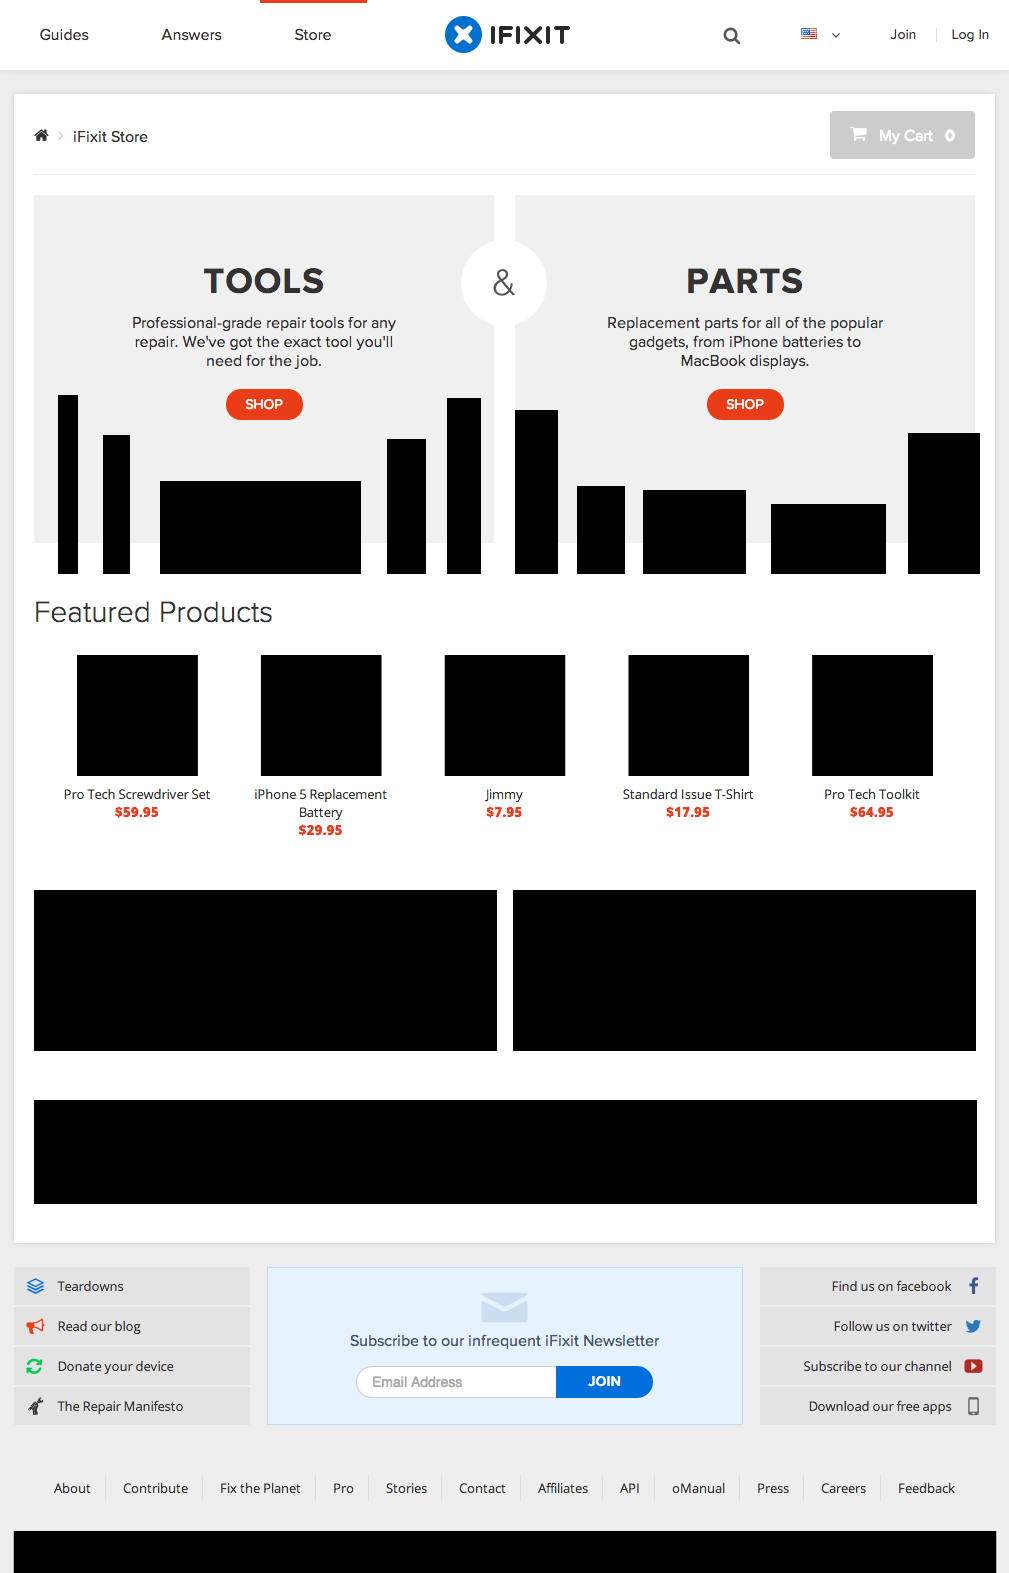 Guides
Answers
Store
IFIXIT
Join
Log In
iFixit Store
My Cart 0
TOOLS
Professional-grade repair tools for any
repair. We've got the exact tool you'll
need for the job.
SHOP
&
PARTS
Replacement parts for all of the popular
gadgets, from iPhone batteries to
MacBook displays.
SHOP
Featured Products
Pro Tech Screwdriver Set
$59.95
iPhone 5 Replacement
Battery
$29.95
Jimmy
$7.95
Standard Issue T-Shirt
$17.95
Pro Tech Toolkit
$64.95
Teardowns
Read our blog
Donate your device
The Repair Manifesto
Subscribe to our infrequent iFixit Newsletter
Email Address
JOIN
Find us on facebook
Follow us on twitter
Subscribe to our channel
Download our free apps
About
Contribute
Fix the Planet
Pro
Stories
Contact
Affiliates
API
oManual
Press
Careers
Feedback